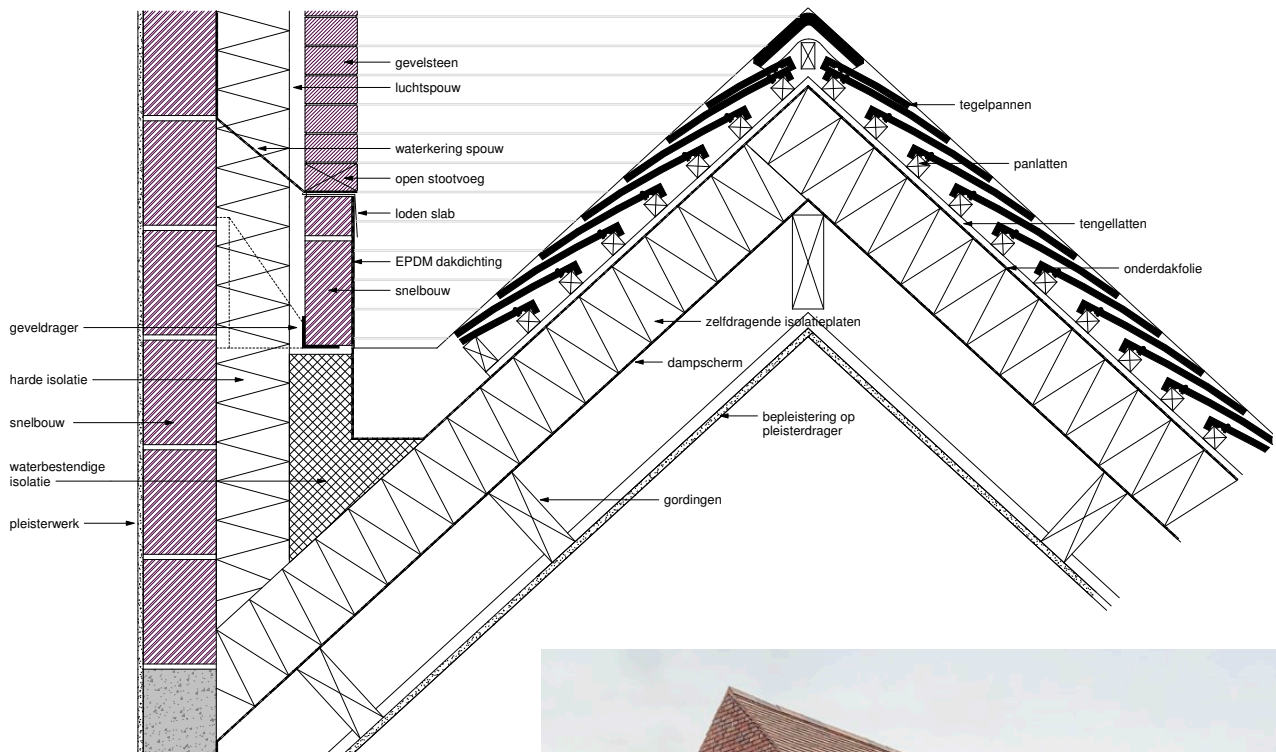 gevelsteen
luchtspouw
waterkering spouw
open stootvoeg
loden slab
EPDM dakdichting
snelbouw
geveldrager
harde isolatie
snelbouw
waterbestendige
isolatie
pleisterwerk
tegelpannen
panlatten
tengellatten
onderdakfolie
zelfdragende isolatieplaten
dampscherm
bepleistering op
pleisterdrager
gordingen